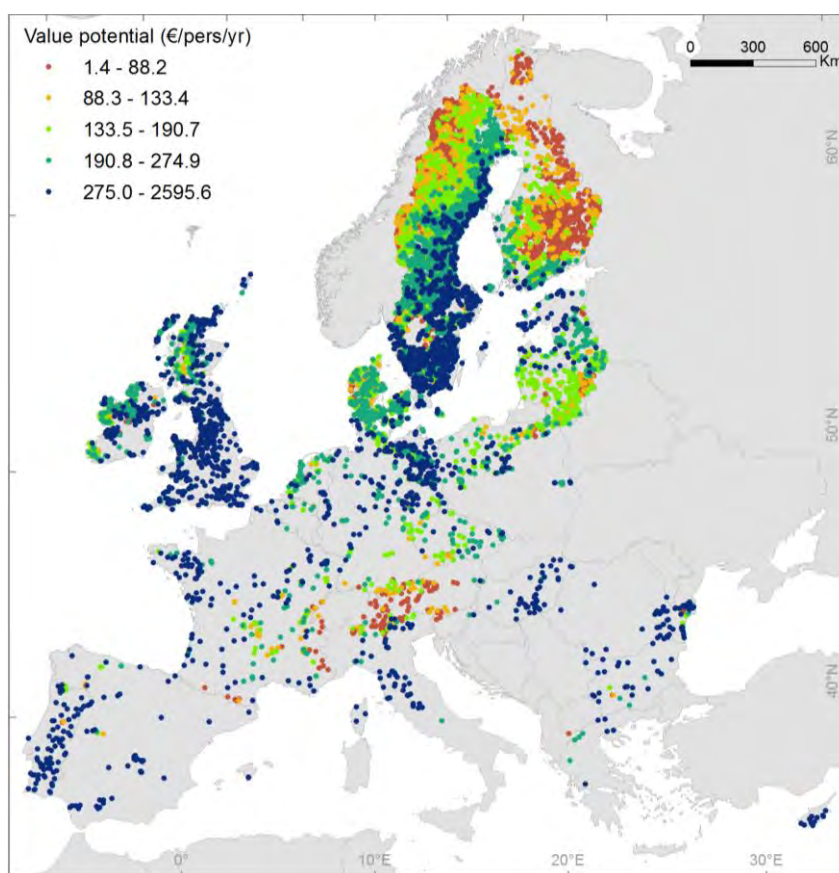 Value potential (€/pers/yr)
1.4 - 88.2
88.3 - 133.4
133.5 - 190.7
190.8 - 274.9
275.0 - 2595.6
0 300 600
Km
60°N
50°N
40°N
0° 10°E 20°E 30°E